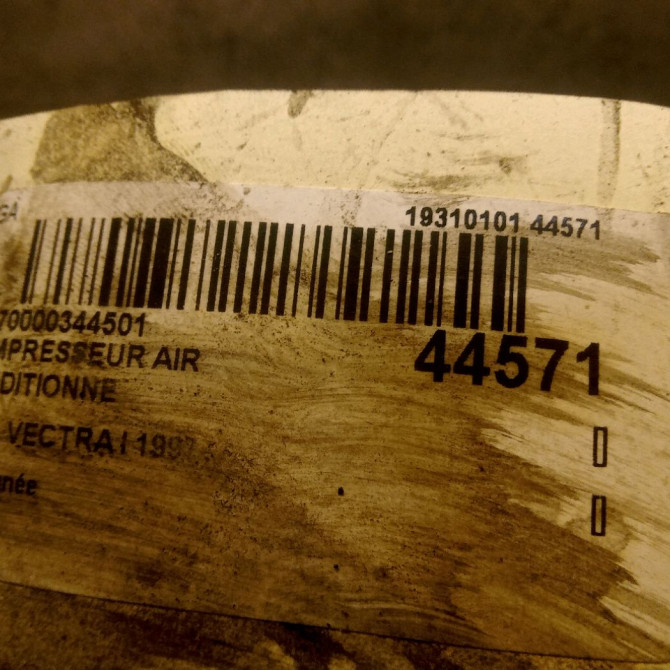 GA
19310101 44571
70000344501
MPRESSEUR AIR
44571
DITIONNE
VECTRA I 1997
née